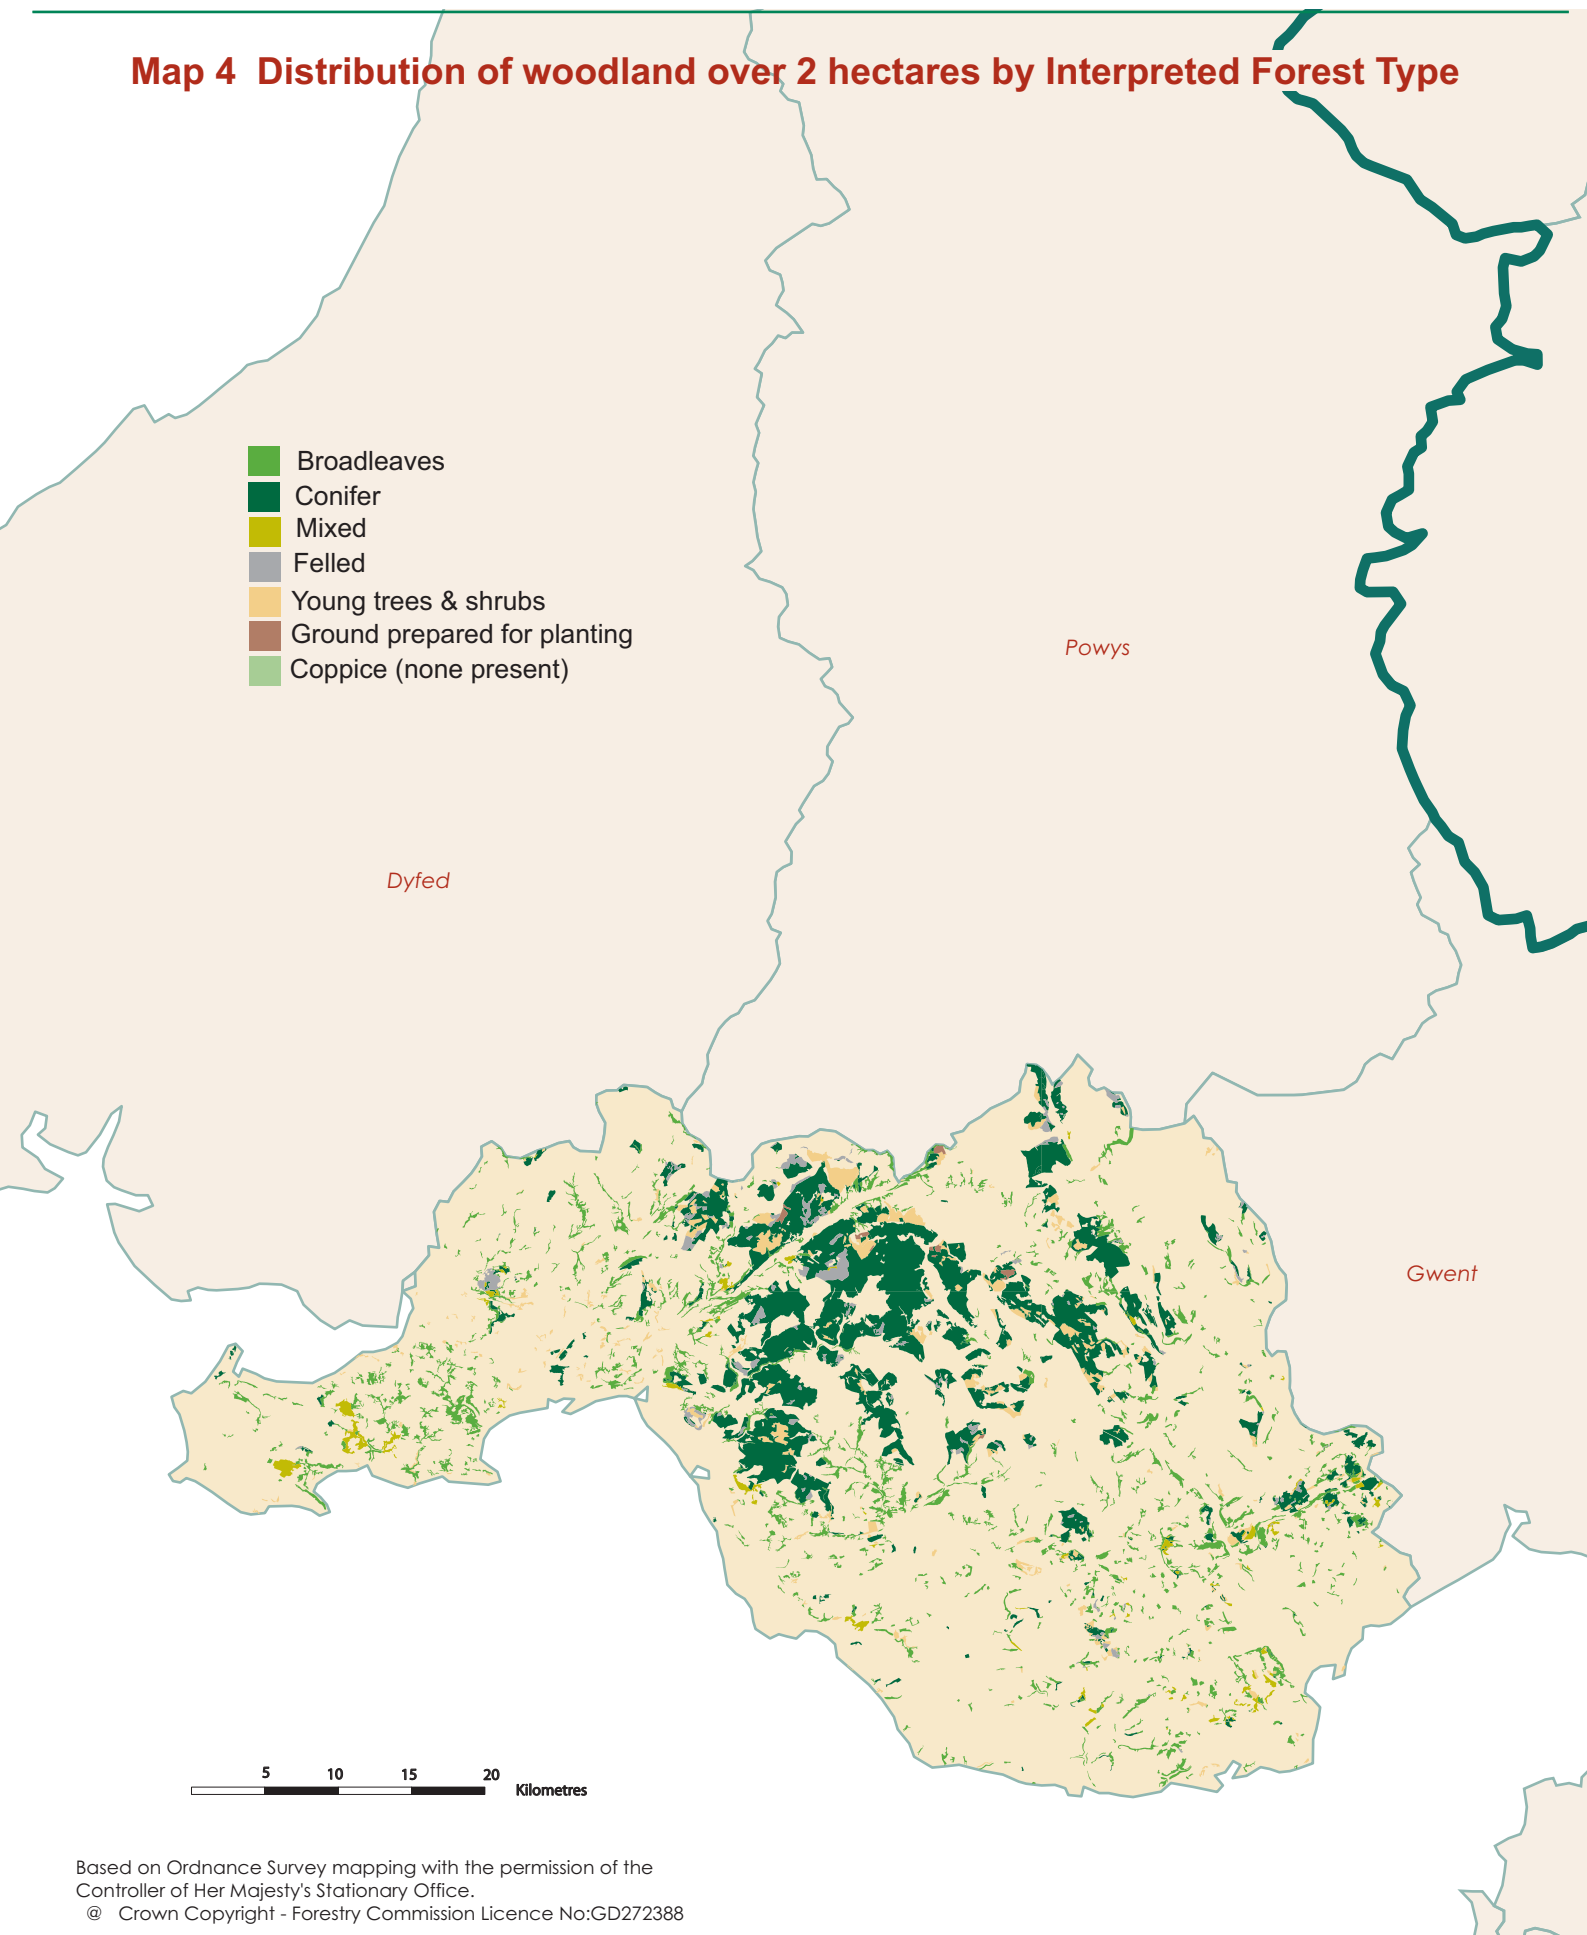 Map 4 Distribution of woodland over 2 hectares by Interpreted Forest Type
Broadleaves
Conifer
Mixed
Felled
Young trees & shrubs
Ground prepared for planting
Coppice (none present)
Powys
Dyfed
Gwent
5 10 15 20 Kilometres
Based on Ordnance Survey mapping with the permission of the
Controller of Her Majesty's Stationary Office.
@ Crown Copyright - Forestry Commission Licence No:GD272388